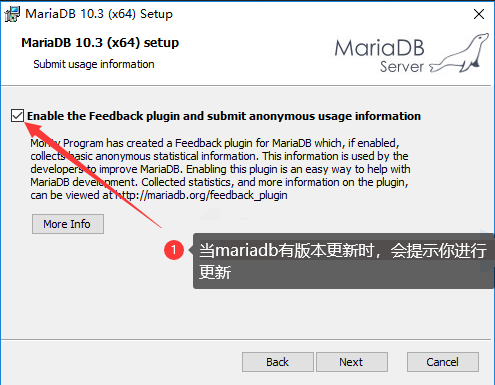 MariaDB 10.3 (x64) Setup
MariaDB 10.3 (x64) setup
Submit usage information
MariaDB
Server
Enable the Feedback plugin and submit anonymous usage information
Monty Program has created a Feedback plugin for MariaDB which, if enabled,
collects basic anonymous statistical information. This information is used by the
developers to improve MariaDB. Enabling this plugin is an easy way to help with
MariaDB development. Collected statistics, and more information on the plugin,
can be viewed at http://mariadb.org/feedback_plugin
More Info
1 当mariadb有版本更新时，会提示你进行
更新
Back Next Cancel